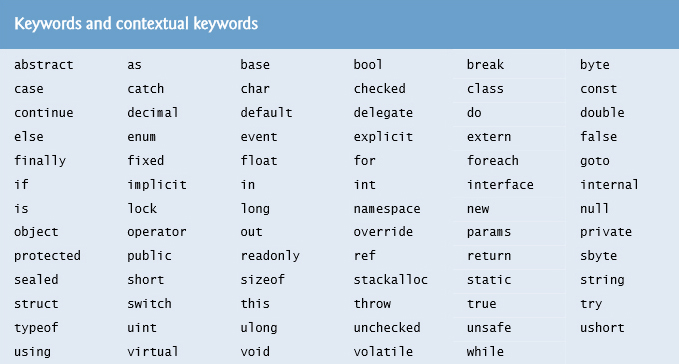 Keywords and contextual keywords
abstract as base bool break byte
case catch char checked class const
continue decimal default delegate do double
else enum event explicit extern false
finally fixed float for foreach goto
if implicit in int interface internal
is lock long namespace new null
object operator out override params private
protected public readonly ref return sbyte
sealed short sizeof stackalloc static string
struct switch this throw true try
typeof uint ulong unchecked unsafe ushort
using virtual void volatile while